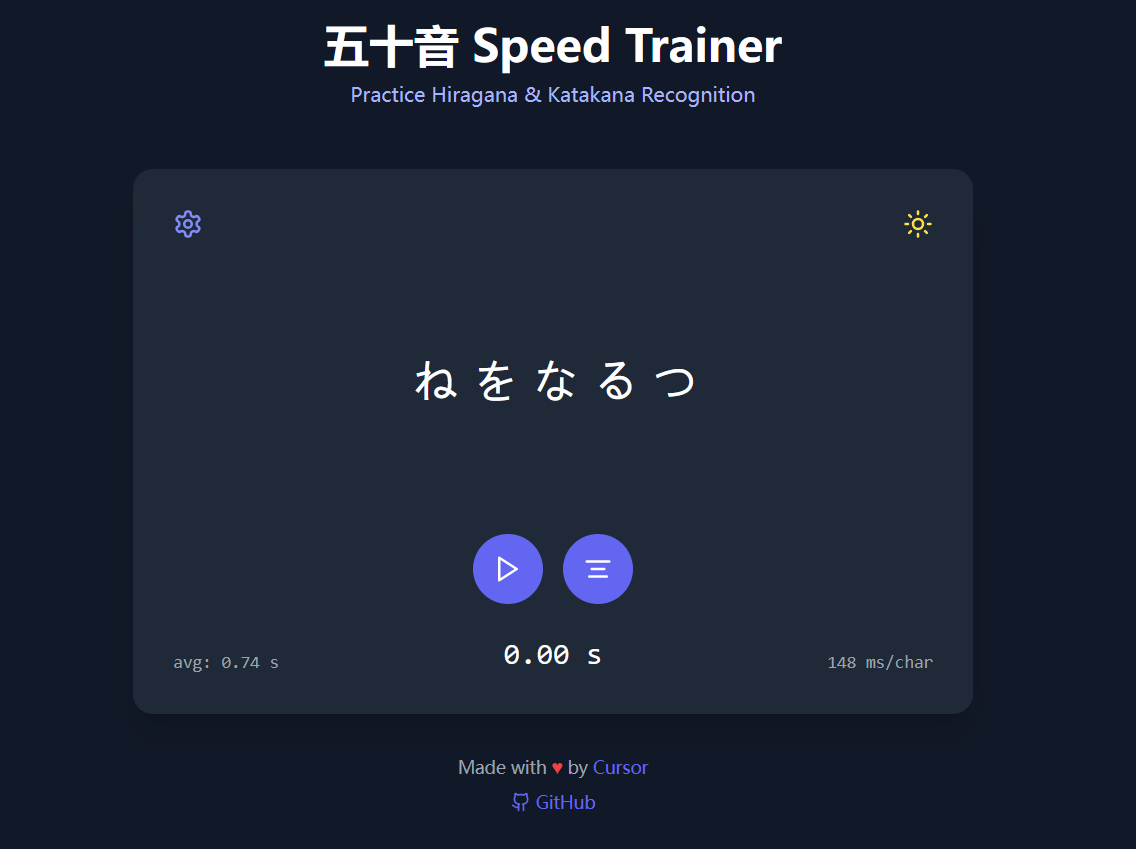 五十音 Speed Trainer
Practice Hiragana & Katakana Recognition
ね を な る つ
avg: 0.74 s
0.00 s
148 ms/char
Made with ♥ by Cursor
GitHub